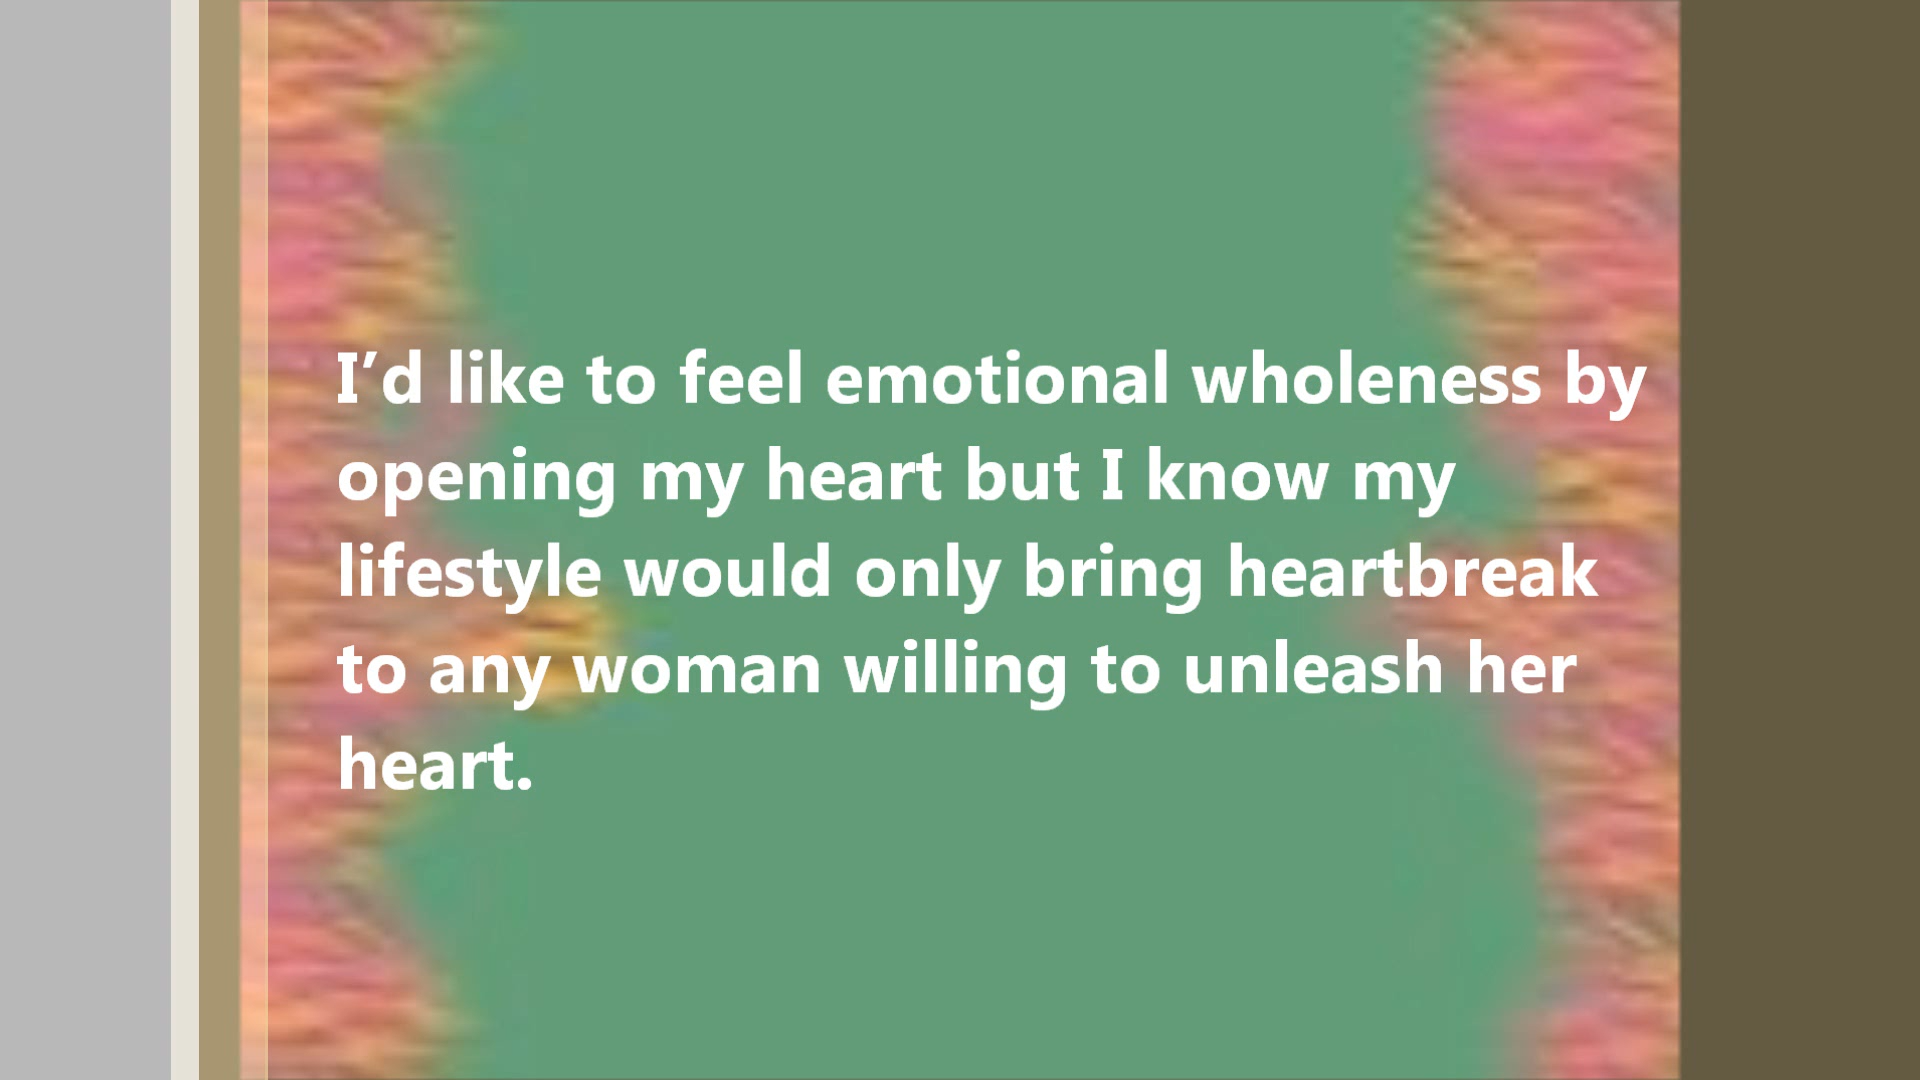 I’d like to feel emotional wholeness by
opening my heart but I know my
lifestyle would only bring heartbreak
to any woman willing to unleash her
heart.